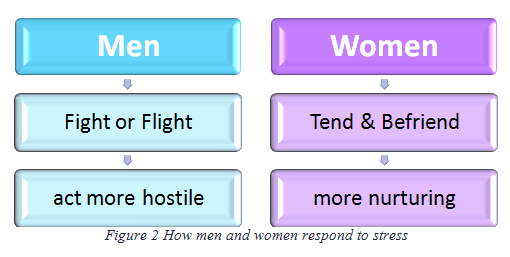 Men
Women
Fight or Flight
Tend & Befriend
act more hostile
more nurturing
Figure 2 How men and women respond to stress